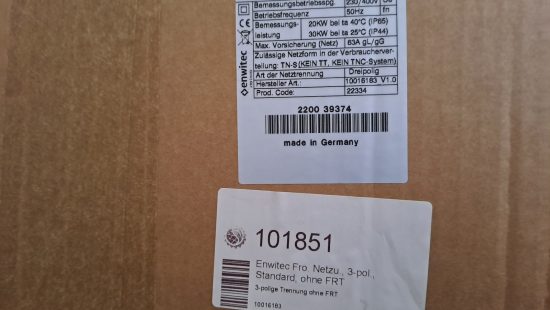 Bemessungsbetriebsspg. 230/400V
Betriebsfrequenz 50Hz fn
Bemessungs- 20KW bei ta 40°C (IP65)
leistung 30KW bei ta 25°C (IP44)
Max. Vorsicherung (Netz) 63A gL/gG
Zulässige Netzform in der Verbraucherver-
teilung: TN-S (KEIN TT, KEIN TNC-System)
Art der Netztrennung Dreipolig
Hersteller Art.: 10016183 V1.0
Prod. Code: 22334
enwitec
2200 39374
made in Germany
101851
Enwitec Fro. Netzu., 3-pol.,
Standard, ohne FRT
3-polige Trennung ohne FRT
10016183